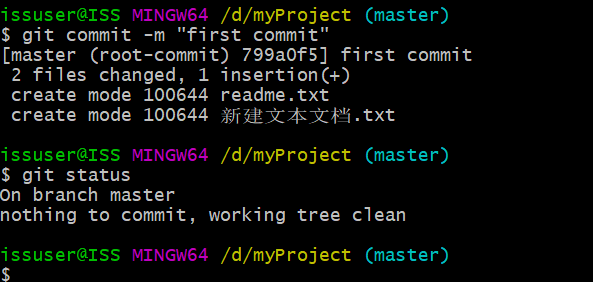 issuser@ISS MINGW64 /d/myProject (master)
$ git commit -m "first commit"
[master (root-commit) 799a0f5] first commit
 2 files changed, 1 insertion(+)
 create mode 100644 readme.txt
 create mode 100644 新建文本文档.txt
issuser@ISS MINGW64 /d/myProject (master)
$ git status
On branch master
nothing to commit, working tree clean
issuser@ISS MINGW64 /d/myProject (master)
$